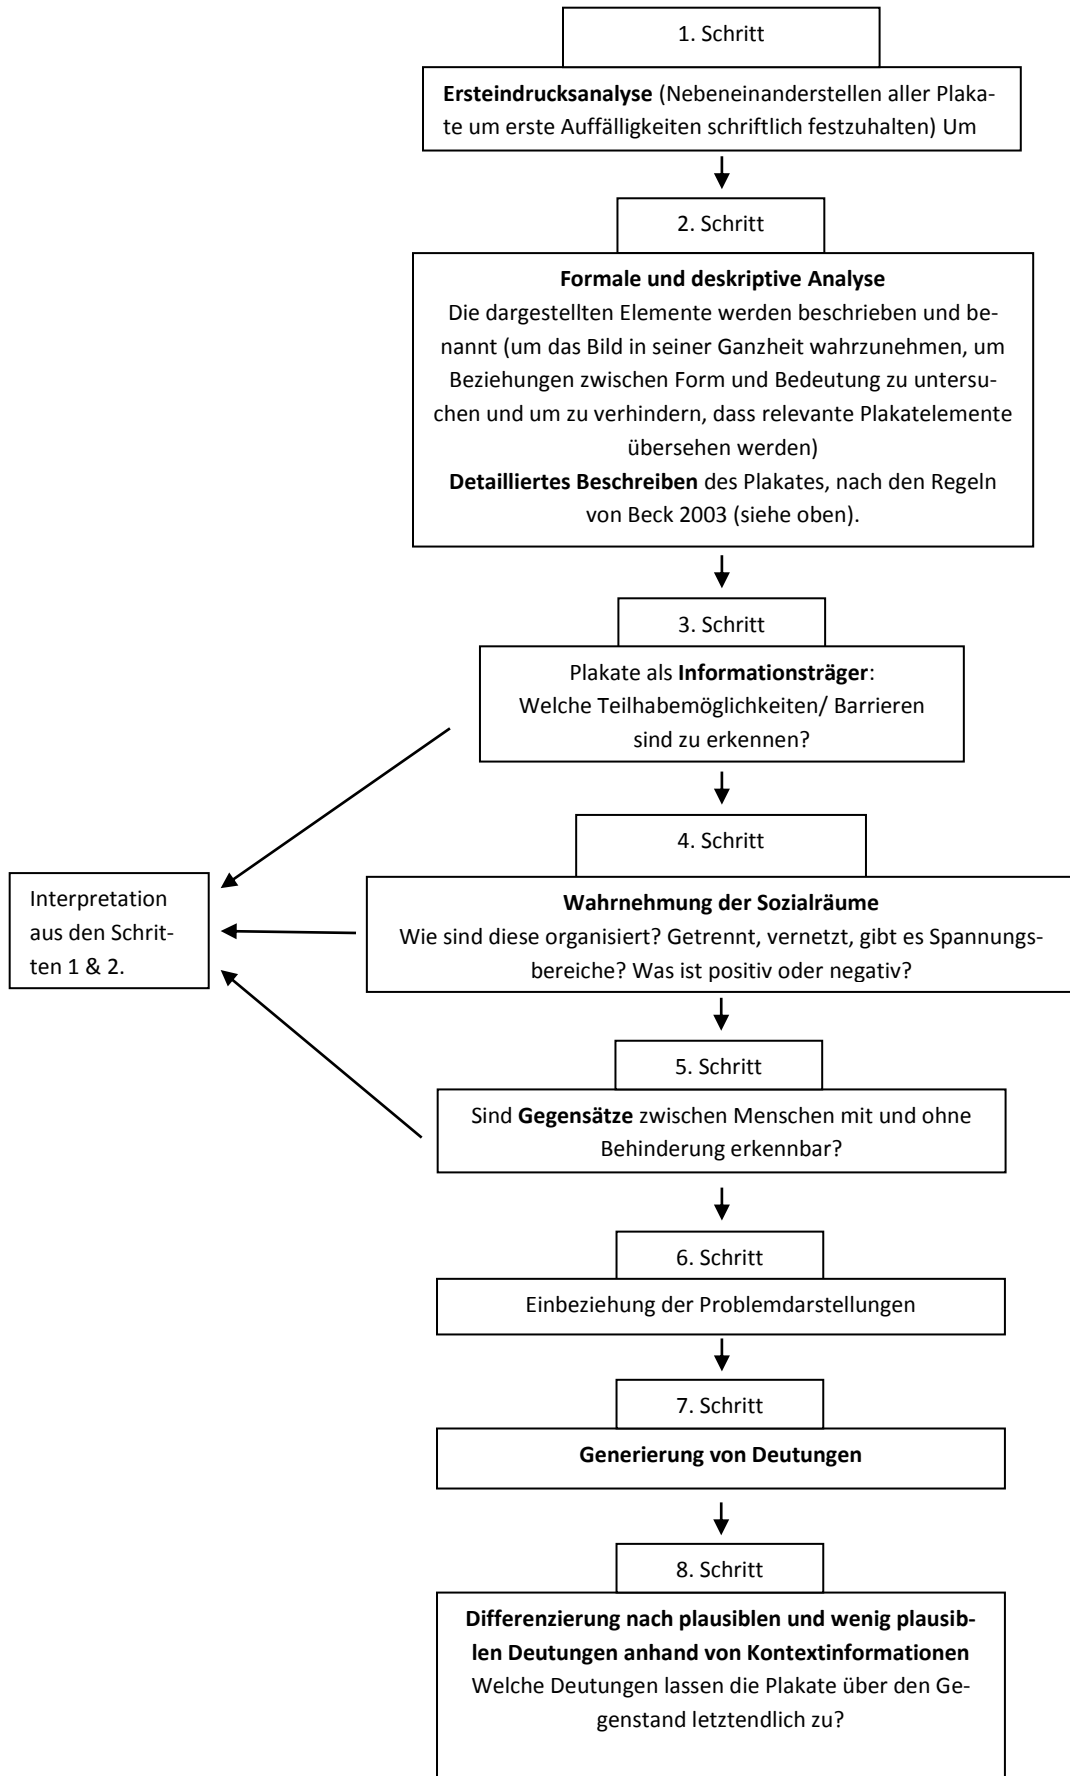 1. Schritt
Ersteindrucksanalyse (Nebeneinanderstellen aller Plaka-
te um erste Auffälligkeiten schriftlich festzuhalten) Um
2. Schritt
Formale und deskriptive Analyse
Die dargestellten Elemente werden beschrieben und be-
nannt (um das Bild in seiner Ganzheit wahrzunehmen, um
Beziehungen zwischen Form und Bedeutung zu untersu-
chen und um zu verhindern, dass relevante Plakatelemente
übersehen werden)
Detailliertes Beschreiben des Plakates, nach den Regeln
von Beck 2003 (siehe oben).
3. Schritt
Plakate als Informationsträger:
Welche Teilhabemöglichkeiten/ Barrieren
sind zu erkennen?
4. Schritt
Wahrnehmung der Sozialräume
Wie sind diese organisiert? Getrennt, vernetzt, gibt es Spannungs-
bereiche? Was ist positiv oder negativ?
Interpretation
aus den Schrit-
ten 1 & 2.
5. Schritt
Sind Gegensätze zwischen Menschen mit und ohne
Behinderung erkennbar?
6. Schritt
Einbeziehung der Problemdarstellungen
7. Schritt
Generierung von Deutungen
8. Schritt
Differenzierung nach plausiblen und wenig plausib-
len Deutungen anhand von Kontextinformationen
Welche Deutungen lassen die Plakate über den Ge-
genstand letztendlich zu?